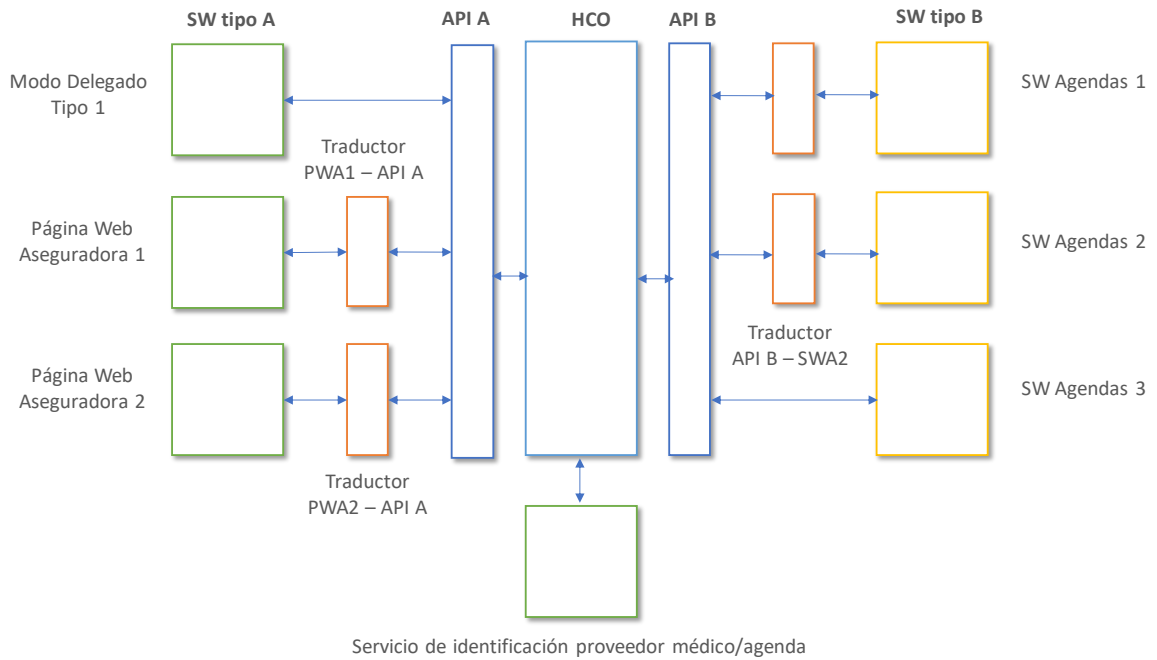 SW tipo A
API A
HCO
API B
SW tipo B
Modo Delegado
Tipo 1
SW Agendas 1
Traductor
PWA1 – API A
Página Web
Aseguradora 1
SW Agendas 2
Traductor
API B – SWA2
Página Web
Aseguradora 2
SW Agendas 3
Traductor
PWA2 – API A
Servicio de identificación proveedor médico/agenda